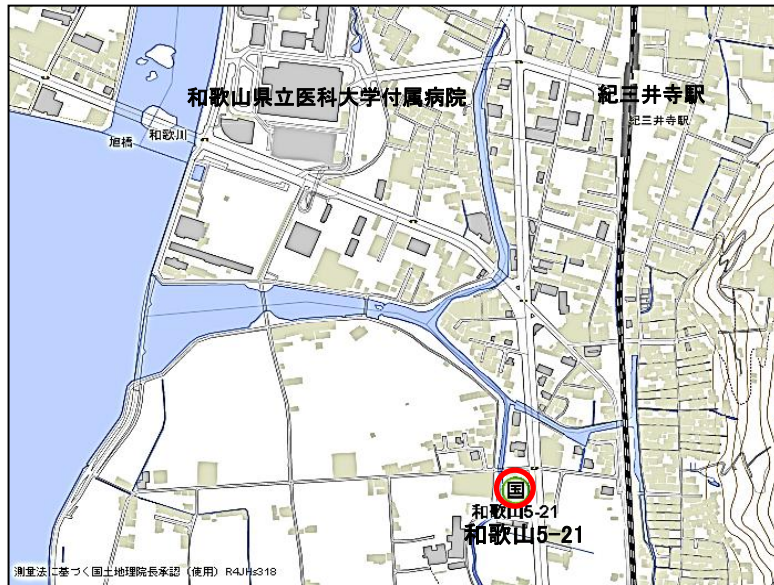 和歌山県立医科大学付属病院
紀三井寺駅
紀三井寺駅
和歌川
旭橋
国
和歌山5-21
和歌山5-21
測量法に基づく国土地理院長承認（使用）R4JHs318